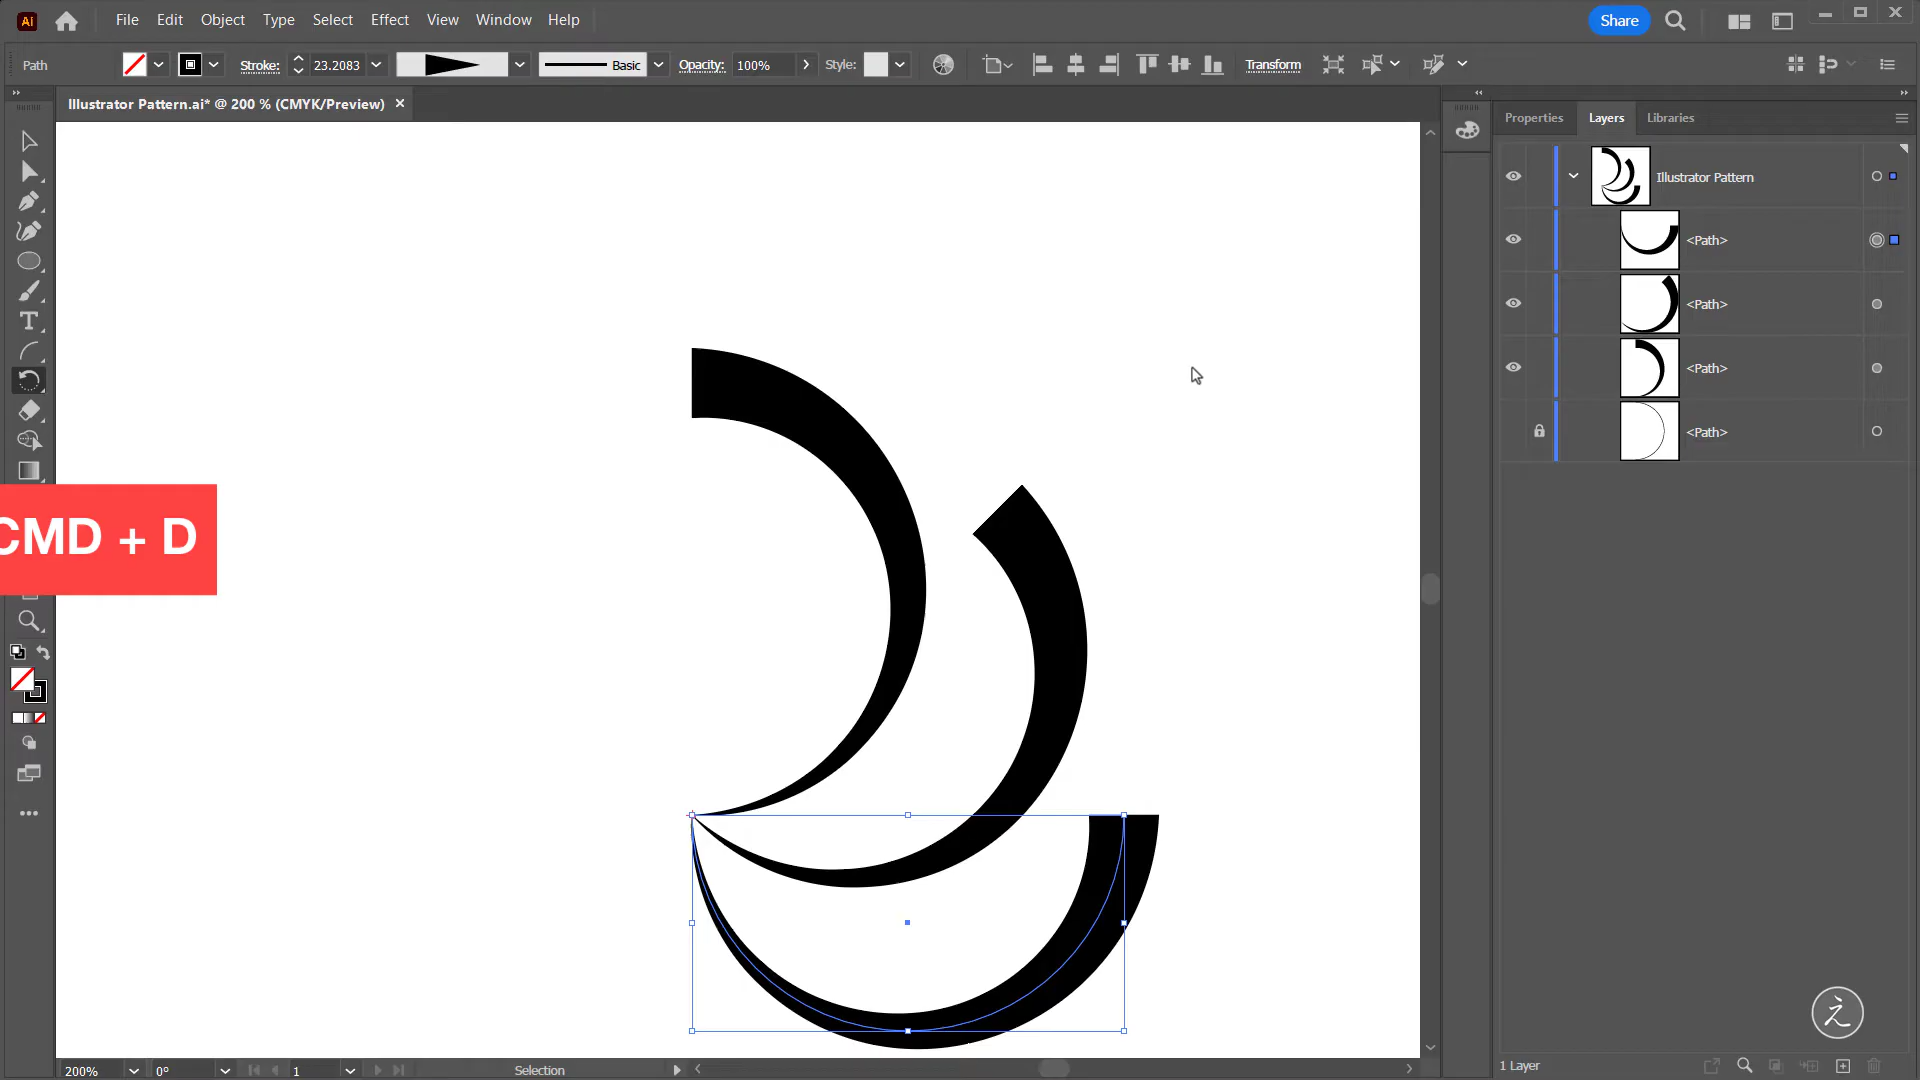 Ai File Edit Object Type Select Effect View Window Help Share
Path Stroke: 23.2083 Basic Opacity: 100% Style: Transform
Illustrator Pattern.ai* @ 200 % (CMYK/Preview)
Properties Layers Libraries
Illustrator Pattern
<Path>
<Path>
<Path>
<Path>
CMD + D
之
200% 0° 1 Selection
1 Layer